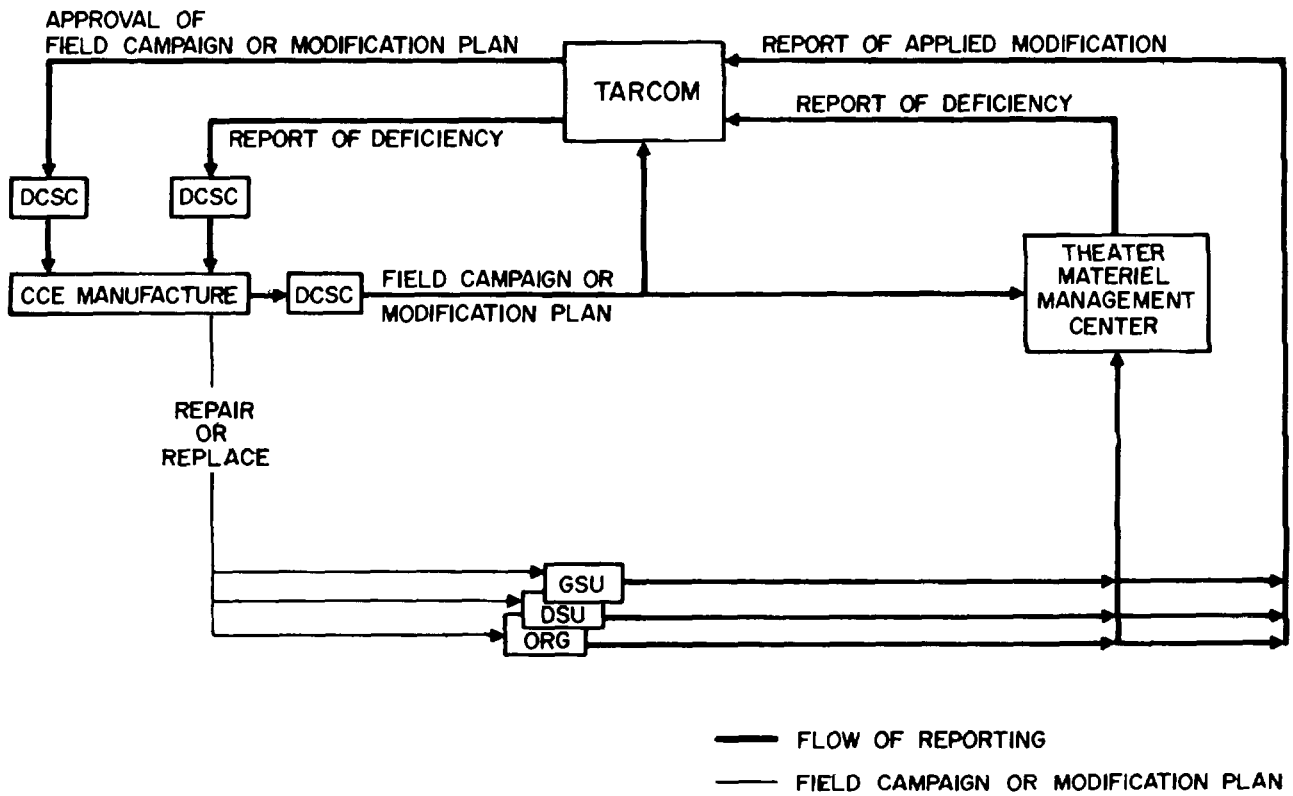 APPROVAL OF
FIELD CAMPAIGN OR MODIFICATION PLAN
REPORT OF APPLIED MODIFICATION
TARCOM
REPORT OF DEFICIENCY
REPORT OF DEFICIENCY
DCSC
DCSC
CCE MANUFACTURE
DCSC
FIELD CAMPAIGN OR
MODIFICATION PLAN
THEATER
MATERIEL
MANAGEMENT
CENTER
REPAIR
OR
REPLACE
GSU
DSU
ORG
FLOW OF REPORTING
FIELD CAMPAIGN OR MODIFICATION PLAN